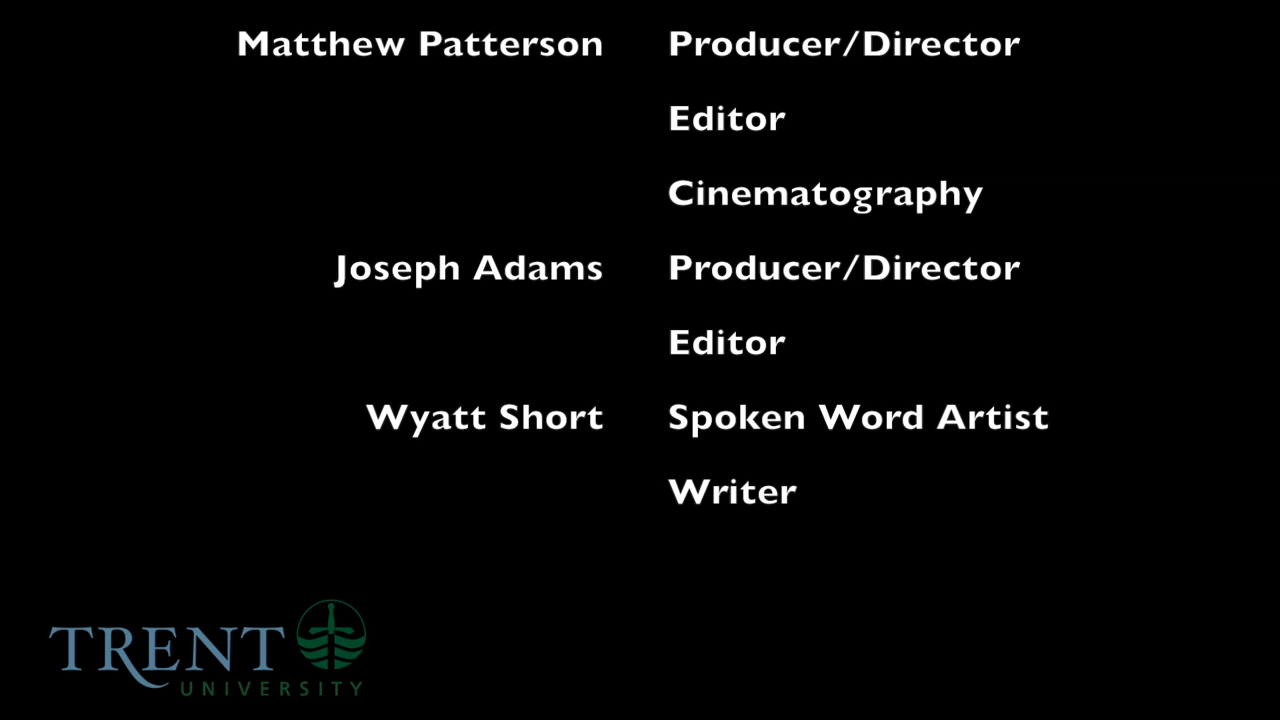 Matthew Patterson Producer/Director
Editor
Cinematography
Joseph Adams Producer/Director
Editor
Wyatt Short Spoken Word Artist
Writer
TRENT
UNIVERSITY